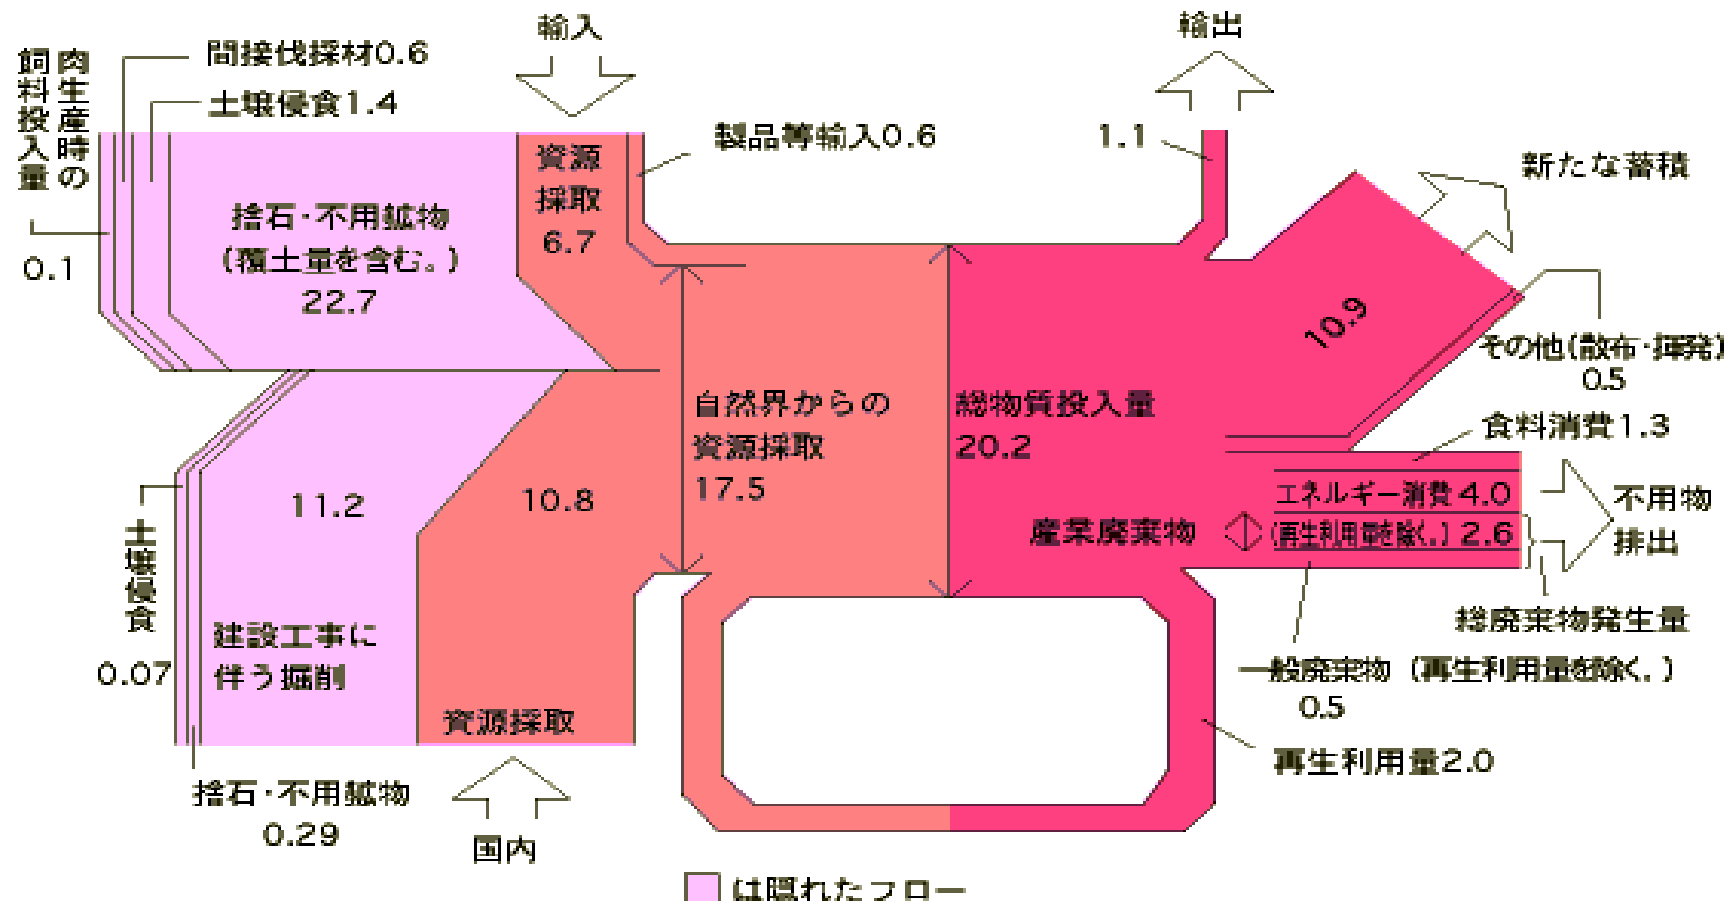 輸入
輸出
肉生産時の
飼料投入量
0.1
間接伐採材0.6
土壌侵食1.4
捨石・不用鉱物
(覆土量を含む。)
22.7
資源
採取
6.7
製品等輸入0.6
1.1
新たな蓄積
10.9
その他(散布・揮発)
0.5
自然界からの
資源採取
17.5
総物質投入量
20.2
食料消費1.3
エネルギー消費 4.0
産業廃棄物
(再生利用量を除く。) 2.6
不用物
排出
総廃棄物発生量
一般廃棄物 (再生利用量を除く。)
0.5
再生利用量2.0
11.2
10.8
土壌侵食
0.07
建設工事に
伴う掘削
資源採取
捨石・不用鉱物
0.29
国内
は隠れたフロー